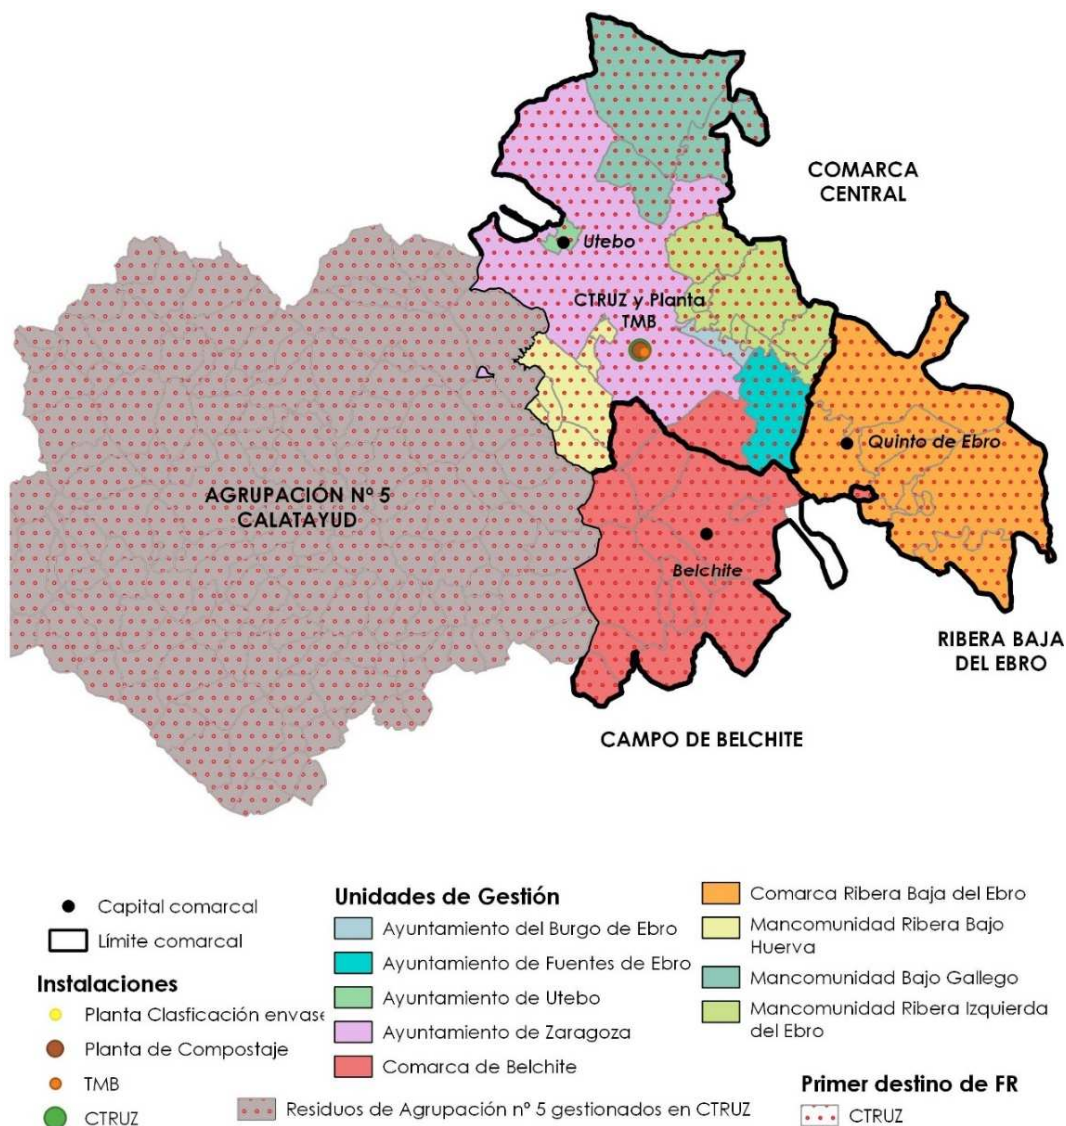 COMARCA
CENTRAL
Utebo
CTRUZ y Planta
TMB
Quinto de Ebro
AGRUPACIÓN Nº 5
CALATAYUD
Belchite
RIBERA BAJA
DEL EBRO
CAMPO DE BELCHITE
Capital comarcal
Límite comarcal
Instalaciones
Planta Clasficación envase
Planta de Compostaje
TMB
CTRUZ
Unidades de Gestión
Ayuntamiento del Burgo de Ebro
Ayuntamiento de Fuentes de Ebro
Ayuntamiento de Utebo
Ayuntamiento de Zaragoza
Comarca de Belchite
Residuos de Agrupación nº 5 gestionados en CTRUZ
Comarca Ribera Baja del Ebro
Mancomunidad Ribera Bajo
Huerva
Mancomunidad Bajo Gallego
Mancomunidad Ribera Izquierda
del Ebro
Primer destino de FR
CTRUZ